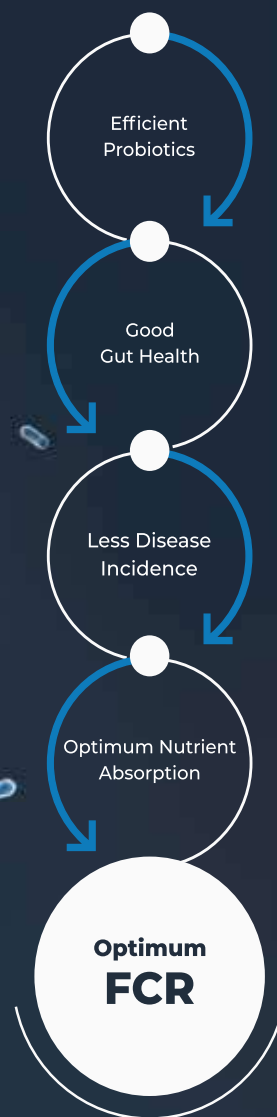 Efficient
Probiotics
Good
Gut Health
Less Disease
Incidence
Optimum Nutrient
Absorption
Optimum
FCR